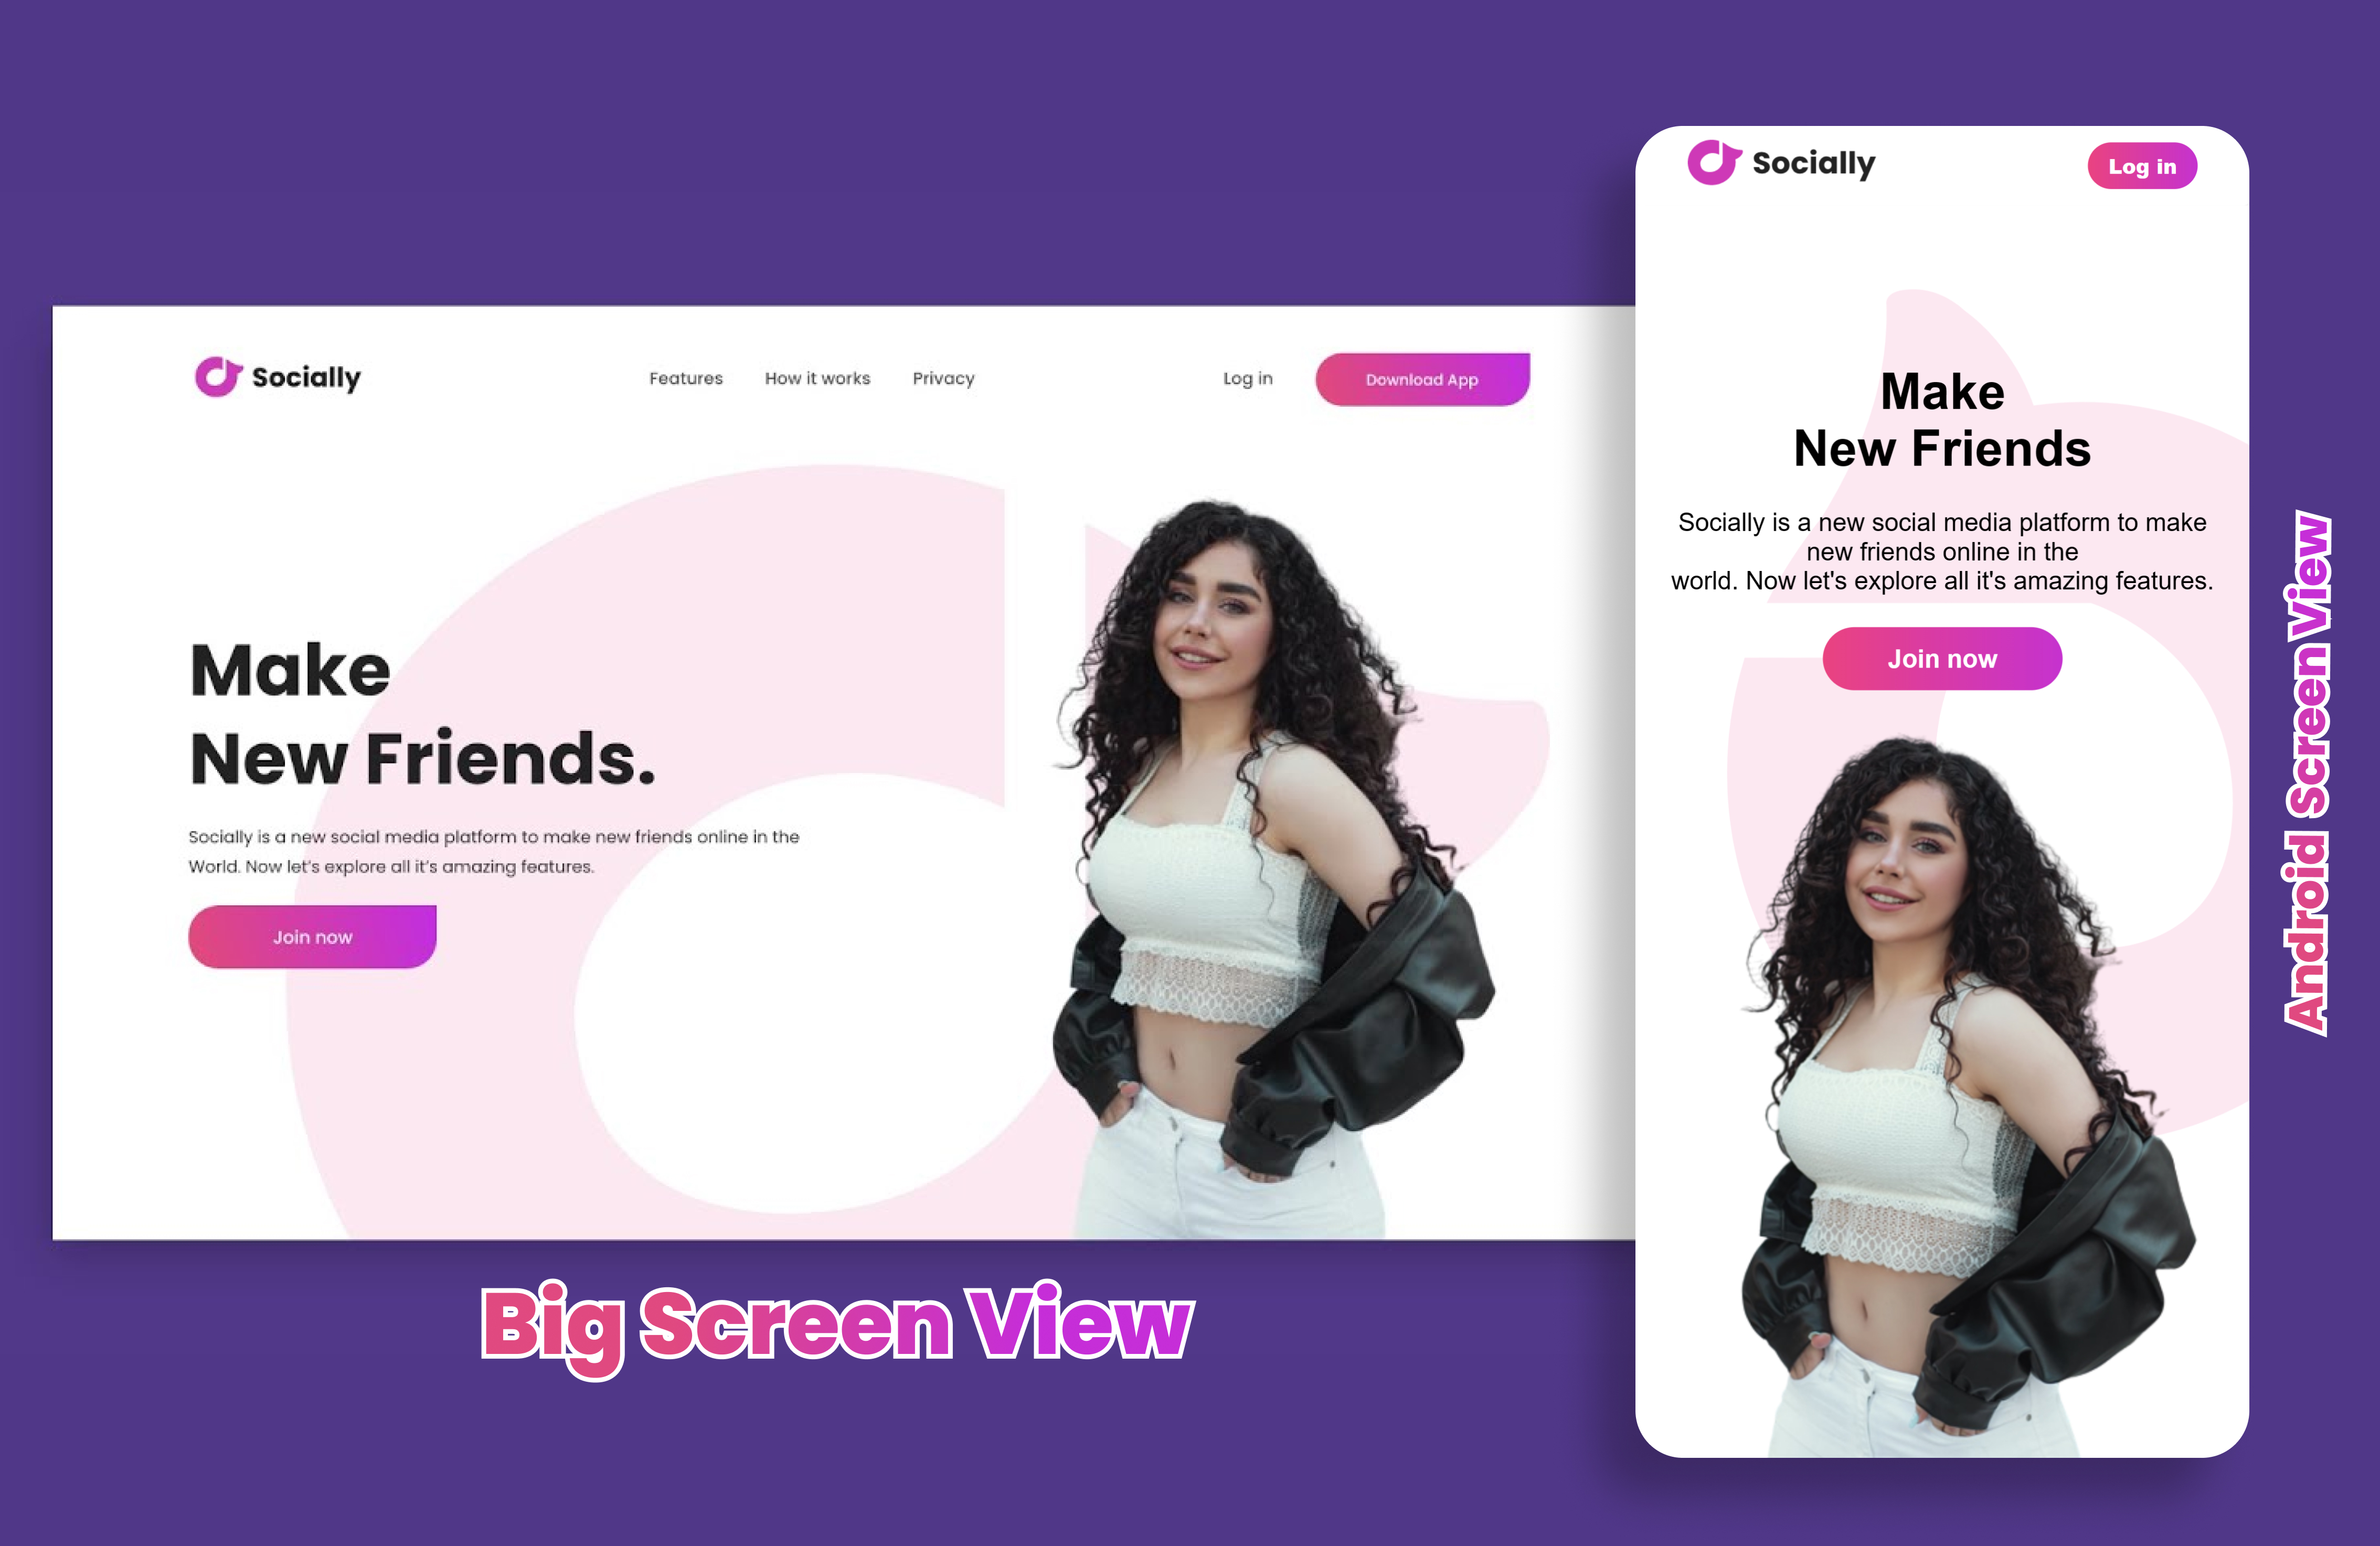 Socially
Features
How it works
Privacy
Log in
Download App
Make
New Friends.
Socially is a new social media platform to make new friends online in the
World. Now let's explore all it's amazing features.
Join now
Big Screen View
Socially
Log in
Make
New Friends
Socially is a new social media platform to make
new friends online in the
world. Now let's explore all it's amazing features.
Join now
Android Screen View